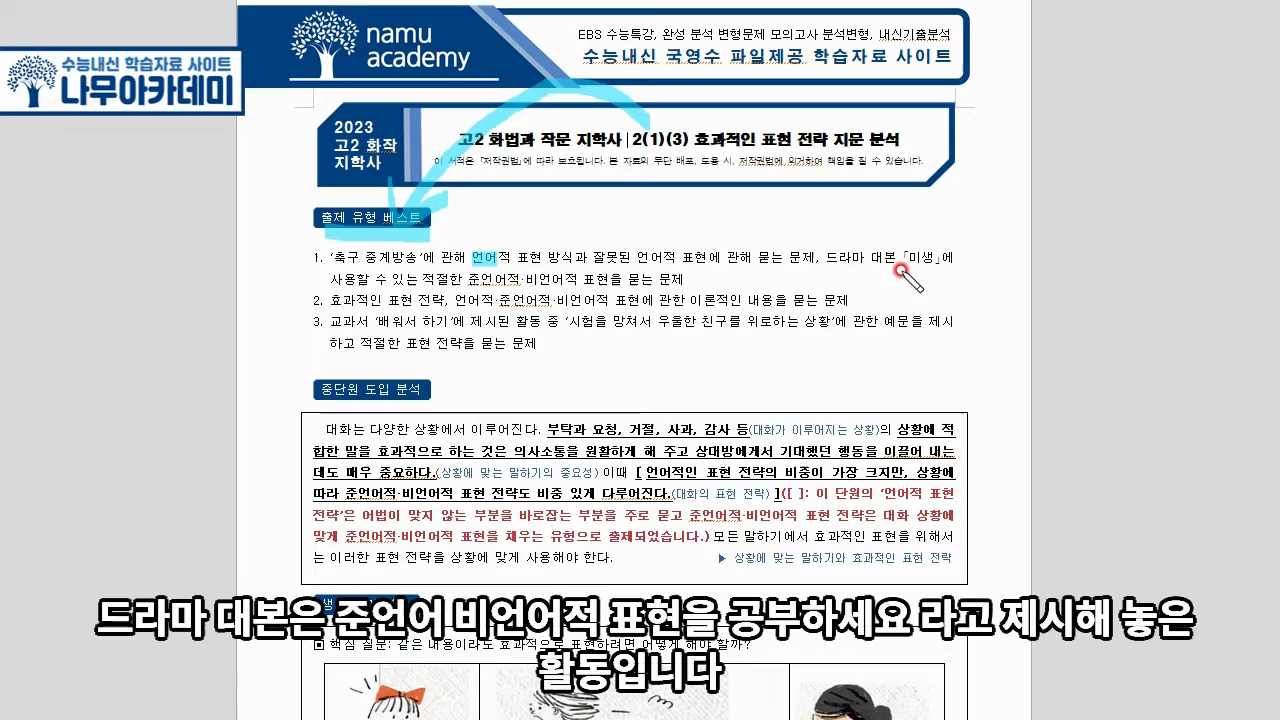 namu
academy
EBS 수능특강, 완성 분석 변형문제 모의고사 분석변형, 내신기출분석
수능내신 국영수 파일제공 학습자료 사이트
수능내신 학습자료 사이트
나무아카데미
2023
고2 화작
지학사
고2 화법과 작문 지학사 | 2(1)(3) 효과적인 표현 전략 지문 분석
이 서적은 「저작권법」에 따라 보호됩니다. 본 자료의 무단 배포, 도용 시, 저작권법에 의거하여 책임을 질 수 있습니다.
출제 유형 베스트
1. ‘축구 중계방송’에 관해 언어적 표현 방식과 잘못된 언어적 표현에 관해 묻는 문제, 드라마 대본 「미생」에
사용할 수 있는 적절한 준언어적·비언어적 표현을 묻는 문제
2. 효과적인 표현 전략, 언어적·준언어적·비언어적 표현에 관한 이론적인 내용을 묻는 문제
3. 교과서 ‘배워서 하기’에 제시된 활동 중 ‘시험을 망쳐서 우울한 친구를 위로하는 상황’에 관한 예문을 제시
하고 적절한 표현 전략을 묻는 문제
중단원 도입 분석
대화는 다양한 상황에서 이루어진다. 부탁과 요청, 거절, 사과, 감사 등(대화가 이루어지는 상황)의 상황에 적
합한 말을 효과적으로 하는 것은 의사소통을 원활하게 해 주고 상대방에게서 기대했던 행동을 이끌어 내는
데도 매우 중요하다.(상황에 맞는 말하기의 중요성) 이때 [ 언어적인 표현 전략의 비중이 가장 크지만, 상황에
따라 준언어적·비언어적 표현 전략도 비중 있게 다루어진다.(대화의 표현 전략) ]([ ]: 이 단원의 ‘언어적 표현
전략’은 어법이 맞지 않는 부분을 바로잡는 부분을 주로 묻고 준언어적·비언어적 표현 전략은 대화 상황에
맞게 준언어적·비언어적 표현을 채우는 유형으로 출제되었습니다.) 모든 말하기에서 효과적인 표현을 위해서
는 이러한 표현 전략을 상황에 맞게 사용해야 한다. ▶ 상황에 맞는 말하기와 효과적인 표현 전략
드라마 대본은 준언어 비언어적 표현을 공부하세요 라고 제시해 놓은
▣ 핵심 질문: 같은 내용이라도 효과적으로 표현하려면 어떻게 해야 할까?
활동입니다